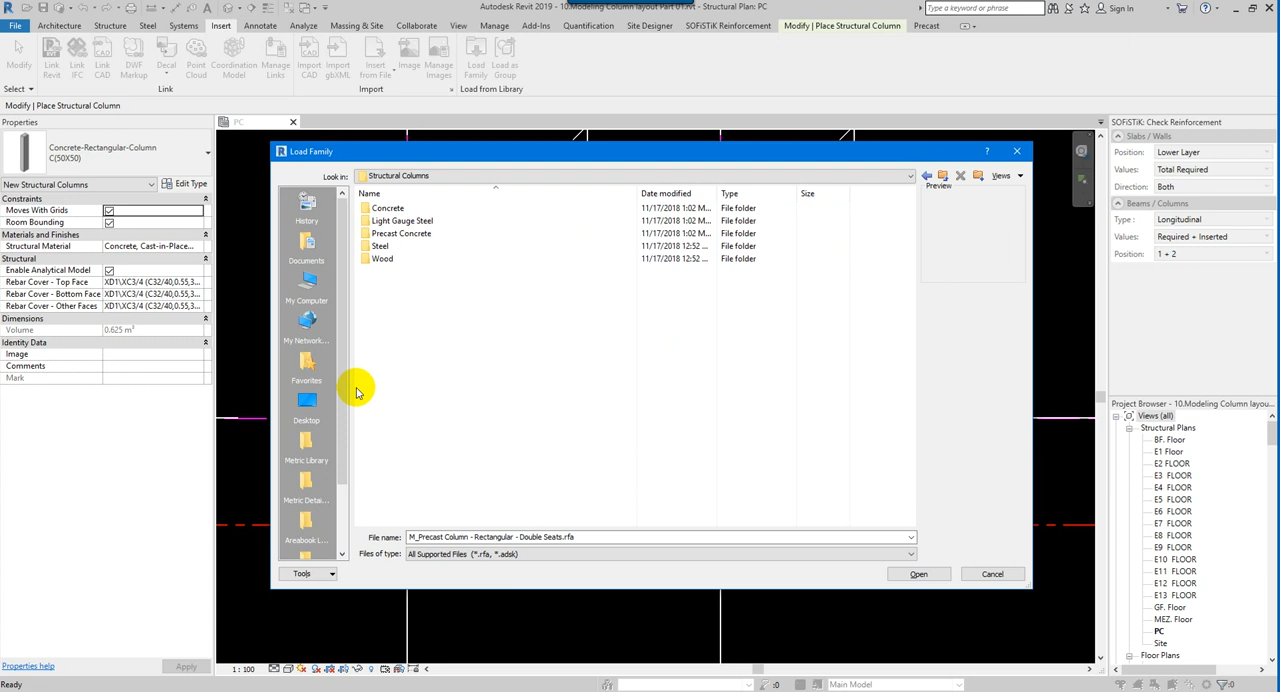 Autodesk Revit 2019 - 10.Modeling Column layout Part 01.rvt - Structural Plan: PC
Type a keyword or phrase
Sign In
File Architecture Structure Steel Systems Insert Annotate Analyze Massing & Site Collaborate View Manage Add-Ins Quantification Site Designer SOFiSTiK Reinforcement Modify | Place Structural Column Precast
Modify
Link Revit
Link IFC
Link CAD
DWF Markup
Decal
Point Cloud
Coordination Model
Manage Links
Import CAD
Import gbXML
Insert from File
Image
Manage Images
Load Family
Load as Group
Select
Link
Import
Load from Library
Modify | Place Structural Column
Properties
PC
Concrete-Rectangular-Column
C(50X50)
New Structural Columns
Edit Type
Constraints
Moves With Grids
Room Bounding
Materials and Finishes
Structural Material Concrete, Cast-in-Place...
Structural
Enable Analytical Model
Rebar Cover - Top Face XD1\XC3/4 (C32/40,0.55,3...
Rebar Cover - Bottom Face XD1\XC3/4 (C32/40,0.55,3...
Rebar Cover - Other Faces XD1\XC3/4 (C32/40,0.55,3...
Dimensions
Volume 0.625 m³
Identity Data
Image
Comments
Mark
Properties help
Apply
Load Family
Look in: Structural Columns
Views
Name Date modified Type Size
Preview
Concrete 11/17/2018 1:02 M... File folder
Light Gauge Steel 11/17/2018 1:02 M... File folder
Precast Concrete 11/17/2018 1:02 M... File folder
Steel 11/17/2018 12:52 ... File folder
Wood 11/17/2018 12:52 ... File folder
History
Documents
My Computer
My Network...
Favorites
Desktop
Metric Library
Metric Detai...
Areabook L...
File name: M_Precast Column - Rectangular - Double Seats.rfa
Files of type: All Supported Files (*.rfa, *.adsk)
Tools
Open
Cancel
SOFiSTiK: Check Reinforcement
Slabs / Walls
Position: Lower Layer
Values: Total Required
Direction: Both
Beams / Columns
Type : Longitudinal
Values: Required + Inserted
Position: 1 + 2
Project Browser - 10.Modeling Column layou...
Views (all)
Structural Plans
BF. Floor
E1 Floor
E2 FLOOR
E3 FLOOR
E4 FLOOR
E5 FLOOR
E6 FLOOR
E7 FLOOR
E8 FLOOR
E9 FLOOR
E10 FLOOR
E11 FLOOR
E12 FLOOR
E13 FLOOR
GF. Floor
MEZ. Floor
PC
Site
Floor Plans
1 : 100
Ready
:0
Main Model
:0